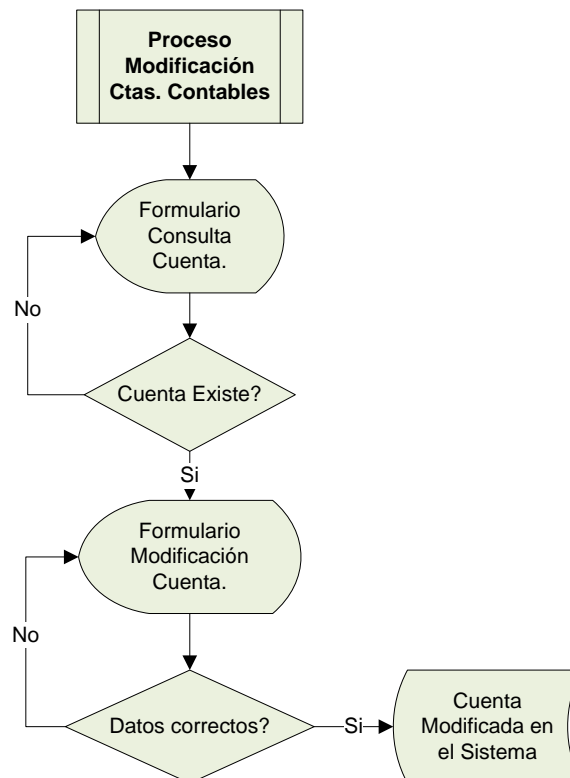 Proceso
Modificación
Ctas. Contables
Formulario
Consulta
Cuenta.
No
Cuenta Existe?
Si
Formulario
Modificación
Cuenta.
No
Datos correctos?
Si
Cuenta
Modificada en
el Sistema